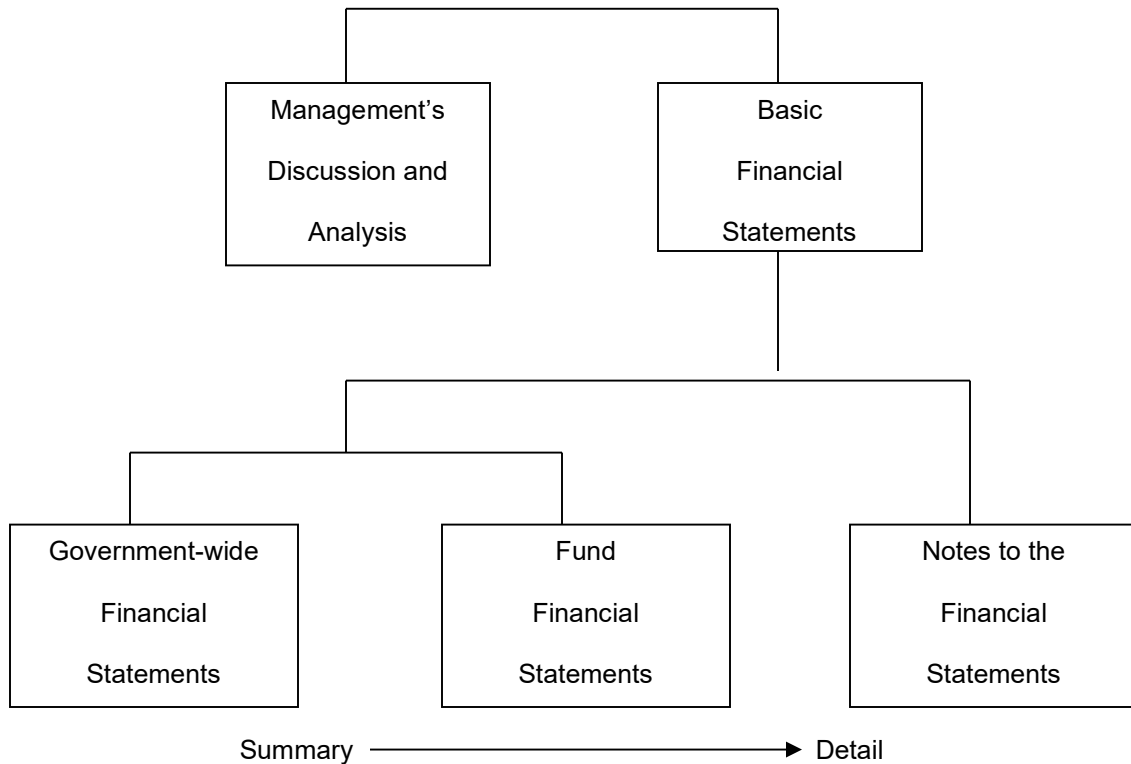 Management’s
Discussion and
Analysis
Basic
Financial
Statements
Government-wide
Financial
Statements
Fund
Financial
Statements
Notes to the
Financial
Statements
Summary
Detail